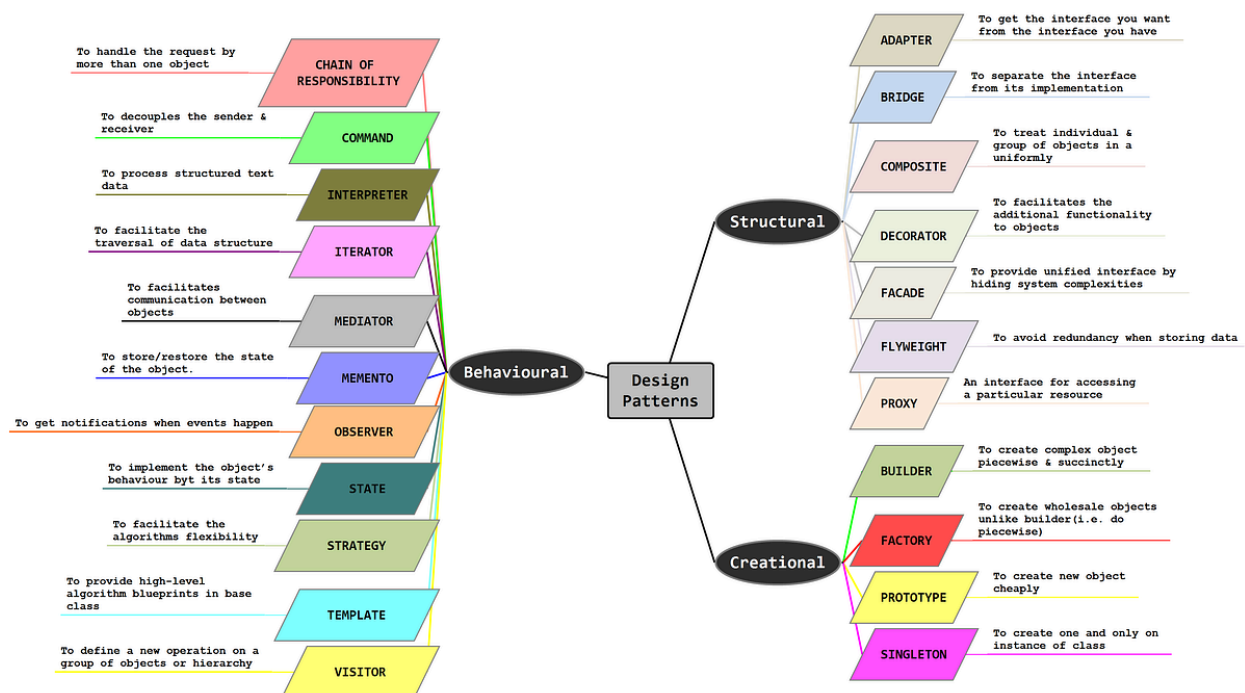 Design
Patterns
Behavioural
CHAIN OF
RESPONSIBILITY
To handle the request by
more than one object
COMMAND
To decouples the sender &
receiver
INTERPRETER
To process structured text
data
ITERATOR
To facilitate the
traversal of data structure
MEDIATOR
To facilitates
communication between
objects
MEMENTO
To store/restore the state
of the object.
OBSERVER
To get notifications when events happen
STATE
To implement the object's
behaviour byt its state
STRATEGY
To facilitate the
algorithms flexibility
TEMPLATE
To provide high-level
algorithm blueprints in base
class
VISITOR
To define a new operation on a
group of objects or hierarchy
Structural
ADAPTER
To get the interface you want
from the interface you have
BRIDGE
To separate the interface
from its implementation
COMPOSITE
To treat individual &
group of objects in a
uniformly
DECORATOR
To facilitates the
additional functionality
to objects
FACADE
To provide unified interface by
hiding system complexities
FLYWEIGHT
To avoid redundancy when storing data
PROXY
An interface for accessing
a particular resource
Creational
BUILDER
To create complex object
piecewise & succinctly
FACTORY
To create wholesale objects
unlike builder(i.e. do
piecewise)
PROTOTYPE
To create new object
cheaply
SINGLETON
To create one and only on
instance of class